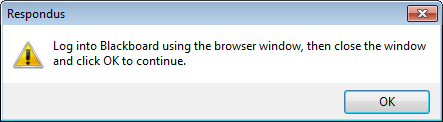 Respondus
Log into Blackboard using the browser window, then close the window
and click OK to continue.
OK